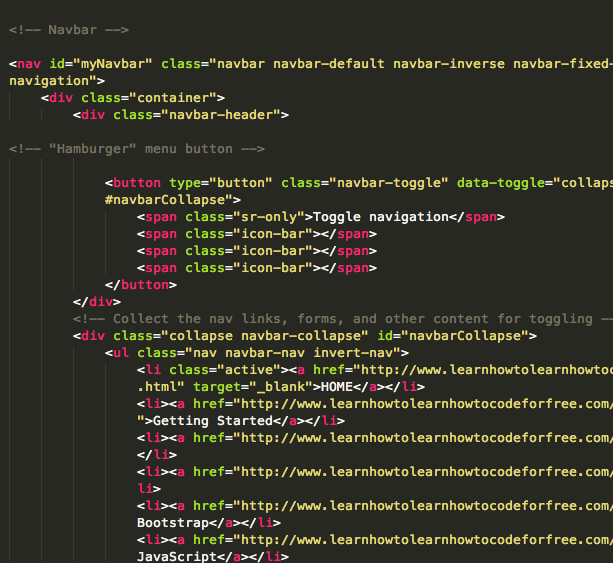 <!-- Navbar -->
<nav id="myNavbar" class="navbar navbar-default navbar-inverse navbar-fixed-
navigation">
<div class="container">
<div class="navbar-header">
<!-- "Hamburger" menu button -->
<button type="button" class="navbar-toggle" data-toggle="collaps
#navbarCollapse">
<span class="sr-only">Toggle navigation</span>
<span class="icon-bar"></span>
<span class="icon-bar"></span>
<span class="icon-bar"></span>
</button>
</div>
<!-- Collect the nav links, forms, and other content for toggling --
<div class="collapse navbar-collapse" id="navbarCollapse">
<ul class="nav navbar-nav invert-nav">
<li class="active"><a href="http://www.learnhowtolearnhowtoc
.html" target="_blank">HOME</a></li>
<li><a href="http://www.learnhowtolearnhowtocodeforfree.com/
">Getting Started</a></li>
<li><a href="http://www.learnhowtolearnhowtocodeforfree.com/
</li>
<li><a href="http://www.learnhowtolearnhowtocodeforfree.com/
li>
<li><a href="http://www.learnhowtolearnhowtocodeforfree.com/
Bootstrap</a></li>
<li><a href="http://www.learnhowtolearnhowtocodeforfree.com/
JavaScript</a></li>